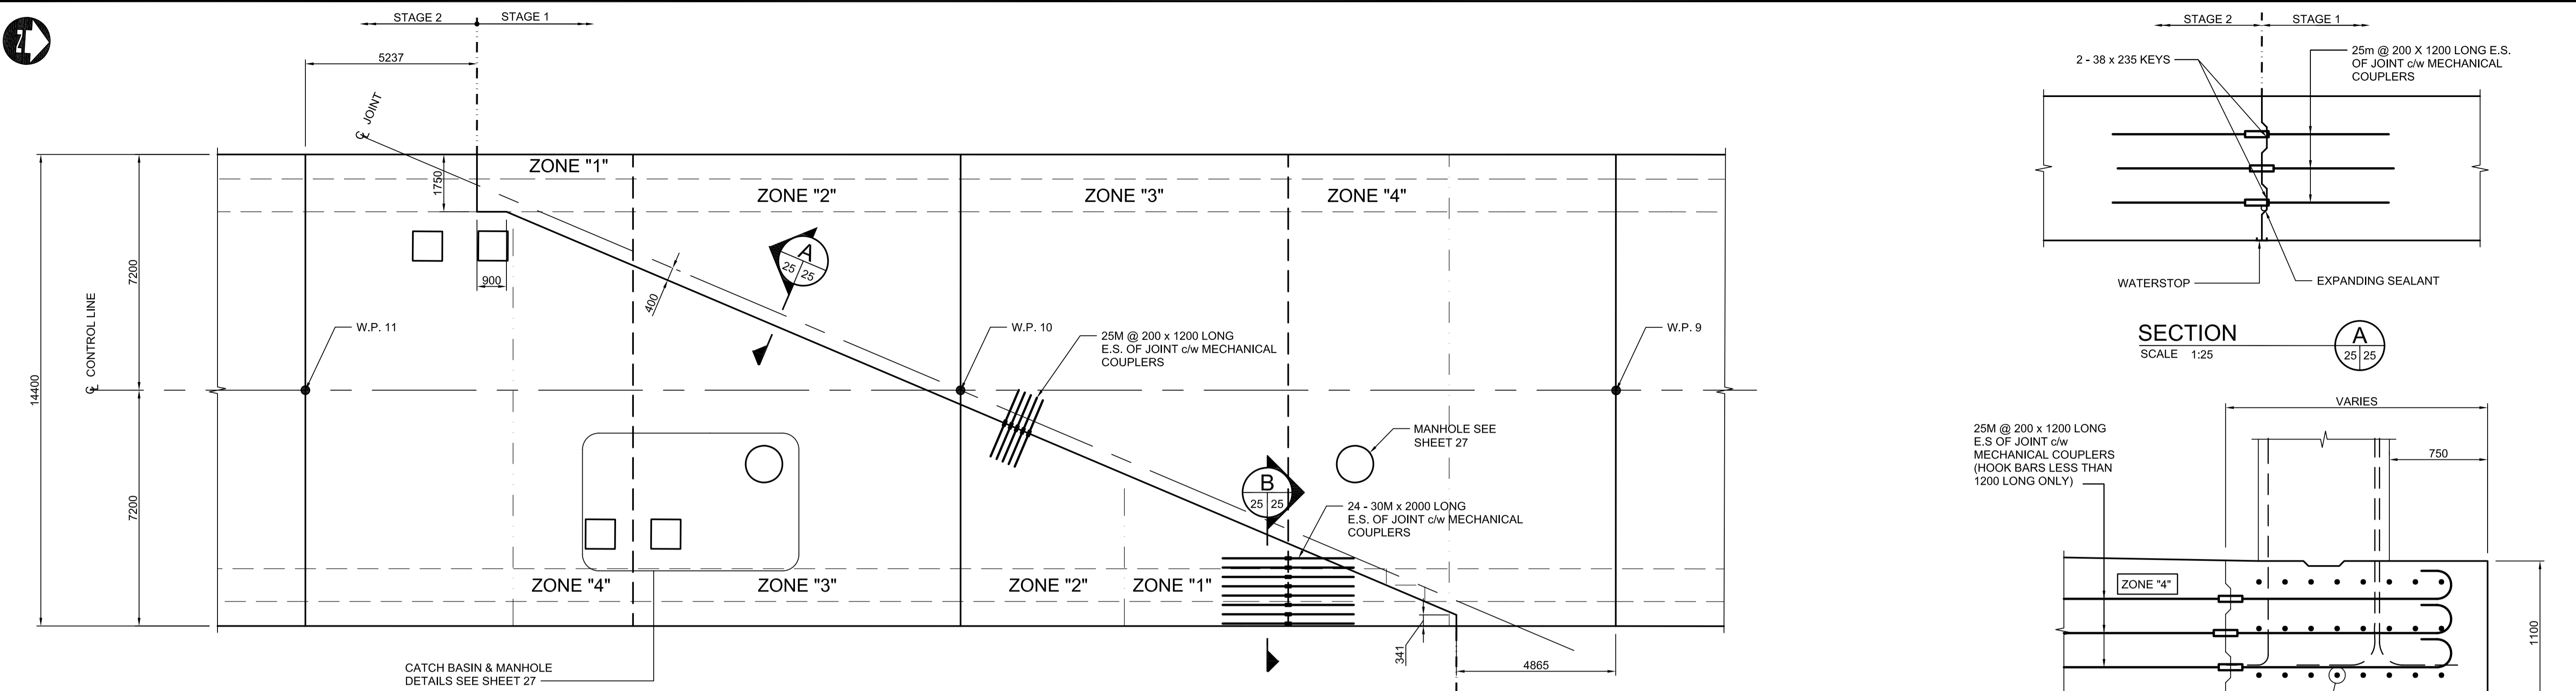 STAGE 2
STAGE 1
5237
℄ JOINT
1750
ZONE "1"
ZONE "2"
ZONE "3"
ZONE "4"
14400
7200
7200
℄ CONTROL LINE
900
400
A
25 25
W.P. 11
W.P. 10
W.P. 9
25M @ 200 x 1200 LONG
E.S. OF JOINT c/w MECHANICAL
COUPLERS
MANHOLE SEE
SHEET 27
B
25 25
24 - 30M x 2000 LONG
E.S. OF JOINT c/w MECHANICAL
COUPLERS
ZONE "4"
ZONE "3"
ZONE "2"
ZONE "1"
341
4865
CATCH BASIN & MANHOLE
DETAILS SEE SHEET 27
STAGE 2
STAGE 1
2 - 38 x 235 KEYS
25m @ 200 X 1200 LONG E.S.
OF JOINT c/w MECHANICAL
COUPLERS
WATERSTOP
EXPANDING SEALANT
SECTION
SCALE 1:25
A
25 25
VARIES
25M @ 200 x 1200 LONG
E.S OF JOINT c/w
MECHANICAL COUPLERS
(HOOK BARS LESS THAN
1200 LONG ONLY)
750
ZONE "4"
1100
Z